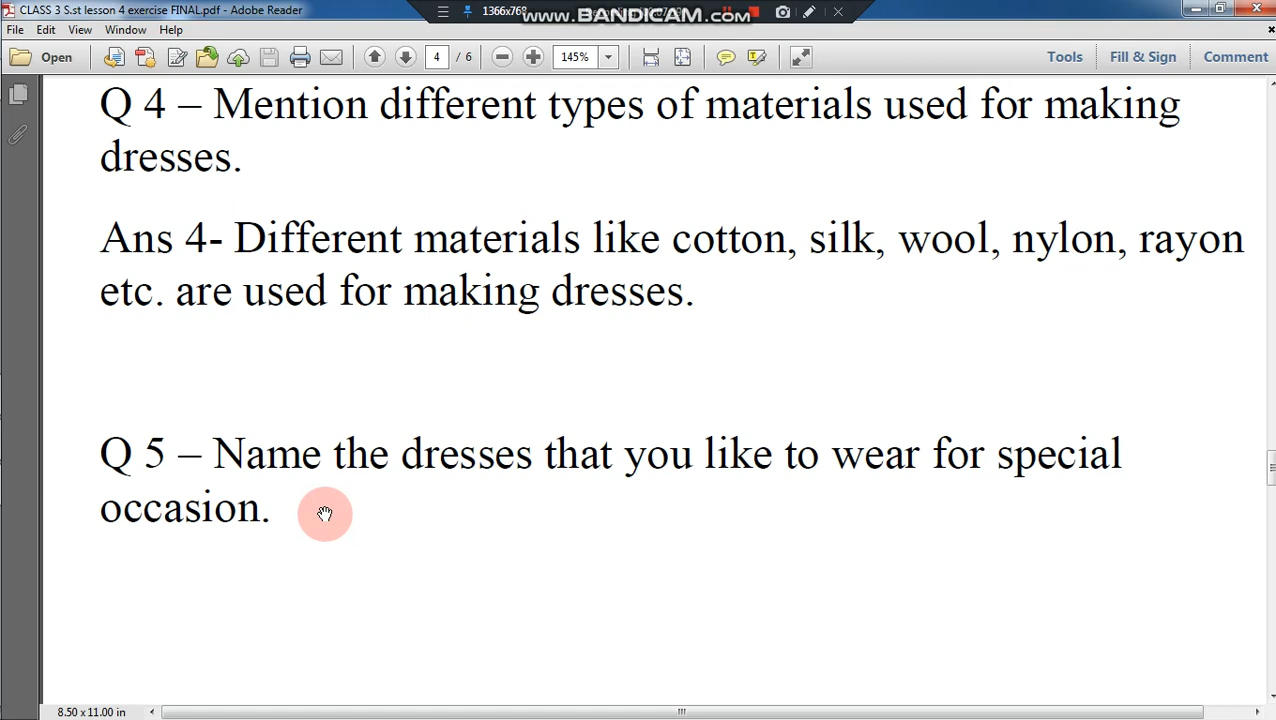 CLASS 3 S.st lesson 4 exercise FINAL.pdf - Adobe Reader
1366x768
www.BANDICAM.com
File Edit View Window Help
Open 4 / 6 145% Tools Fill & Sign Comment
Q 4 – Mention different types of materials used for making
dresses.
Ans 4- Different materials like cotton, silk, wool, nylon, rayon
etc. are used for making dresses.
Q 5 – Name the dresses that you like to wear for special
occasion.
8.50 x 11.00 in